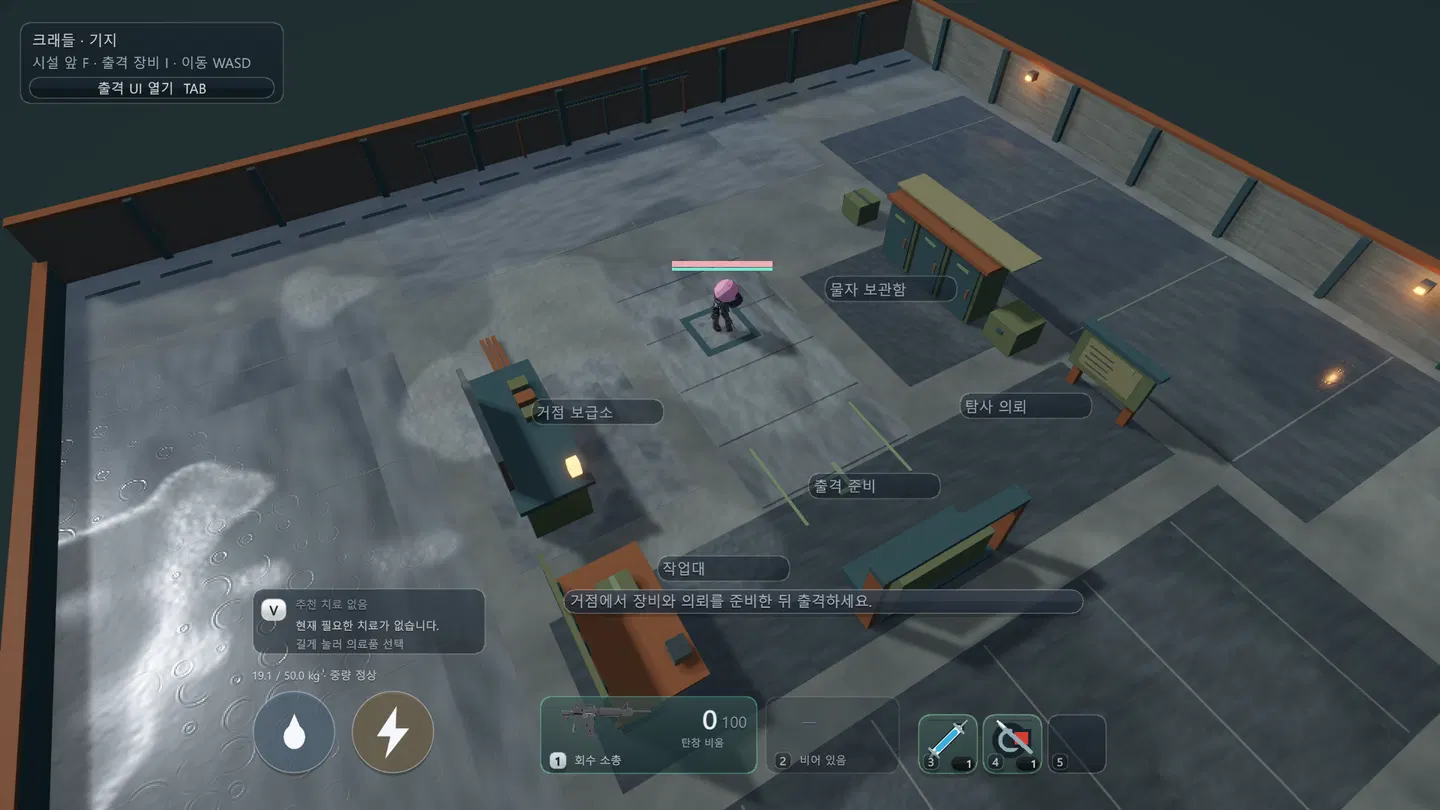 크래들 · 기지
시설 앞 F · 출격 장비 I · 이동 WASD
출격 UI 열기 TAB
물자 보관함
거점 보급소
탐사 의뢰
출격 준비
작업대
거점에서 장비와 의뢰를 준비한 뒤 출격하세요.
V
추천 치료 없음
현재 필요한 치료가 없습니다.
길게 눌러 의료품 선택
19.1 / 50.0 kg · 중량 정상
0 100
탄창 비움
1 회수 소총
—
2 비어 있음
3 1
4 1
5